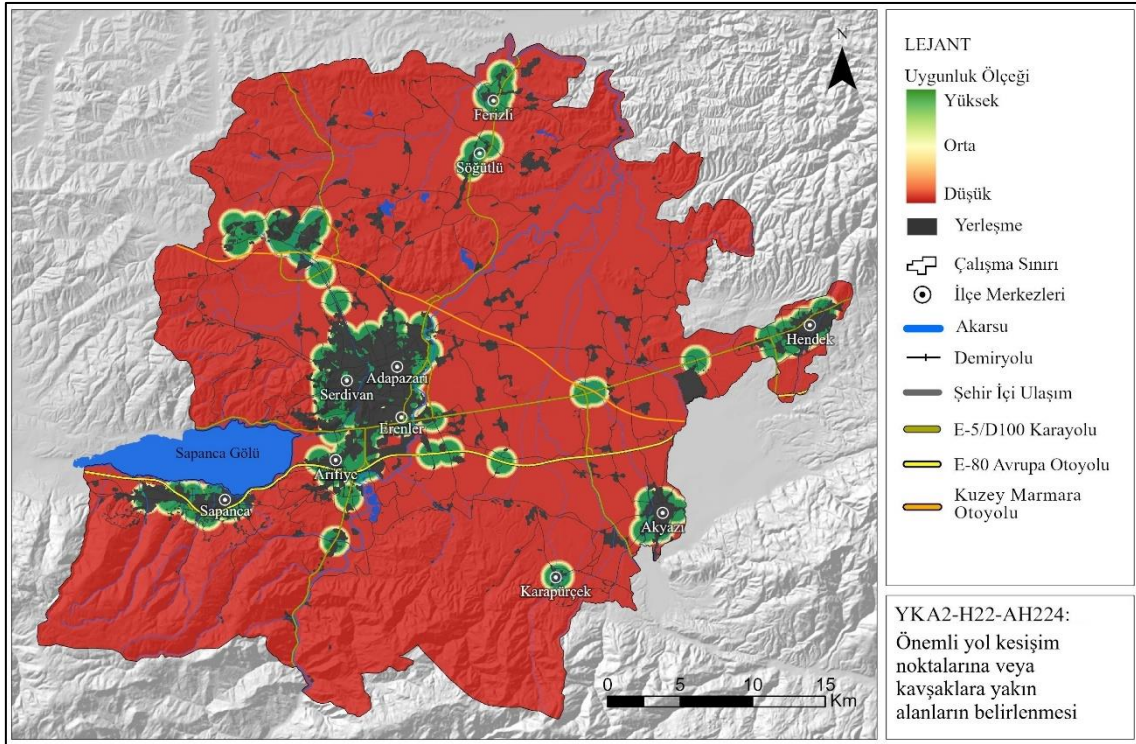 N
Ferizli
Söğütlü
Hendek
Adapazarı
Serdivan
Erenler
Sapanca Gölü
Arifiye
Sapanca
Akyazı
Karapürçek
0 5 10 15
Km
LEJANT
Uygunluk Ölçeği
Yüksek
Orta
Düşük
Yerleşme
Çalışma Sınırı
İlçe Merkezleri
Akarsu
Demiryolu
Şehir İçi Ulaşım
E-5/D100 Karayolu
E-80 Avrupa Otoyolu
Kuzey Marmara
Otoyolu
YKA2-H22-AH224:
Önemli yol kesişim
noktalarına veya
kavşaklara yakın
alanların belirlenmesi